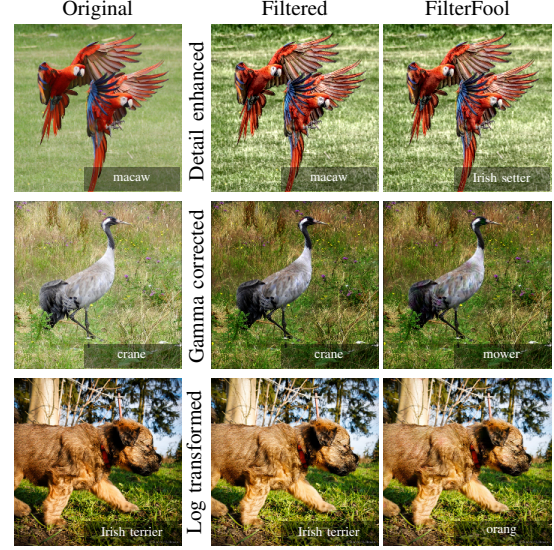 Original Filtered FilterFool
Detail enhanced
macaw macaw Irish setter
Gamma corrected
crane crane mower
Log transformed
Irish terrier Irish terrier orang